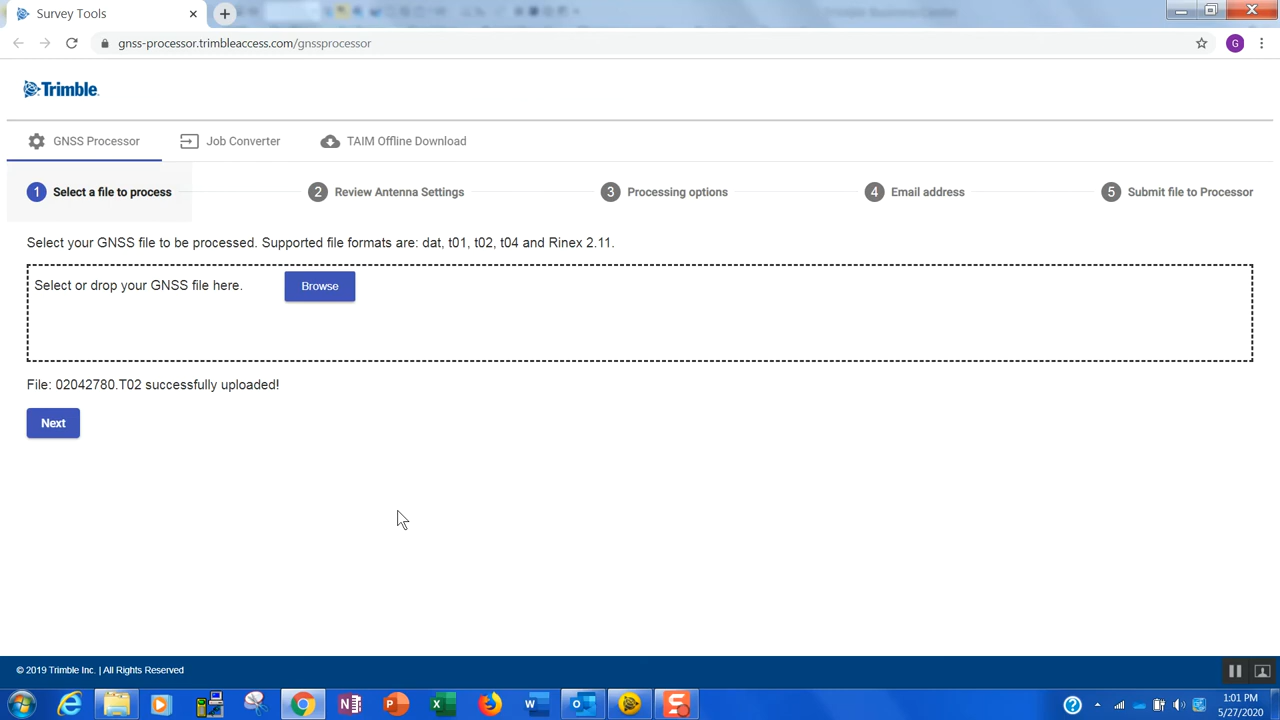 Survey Tools
gnss-processor.trimbleaccess.com/gnssprocessor
G
Trimble
GNSS Processor
Job Converter
TAIM Offline Download
1 Select a file to process
2 Review Antenna Settings
3 Processing options
4 Email address
5 Submit file to Processor
Select your GNSS file to be processed. Supported file formats are: dat, t01, t02, t04 and Rinex 2.11.
Select or drop your GNSS file here.
Browse
File: 02042780.T02 successfully uploaded!
Next
© 2019 Trimble Inc. | All Rights Reserved
1:01 PM
5/27/2020